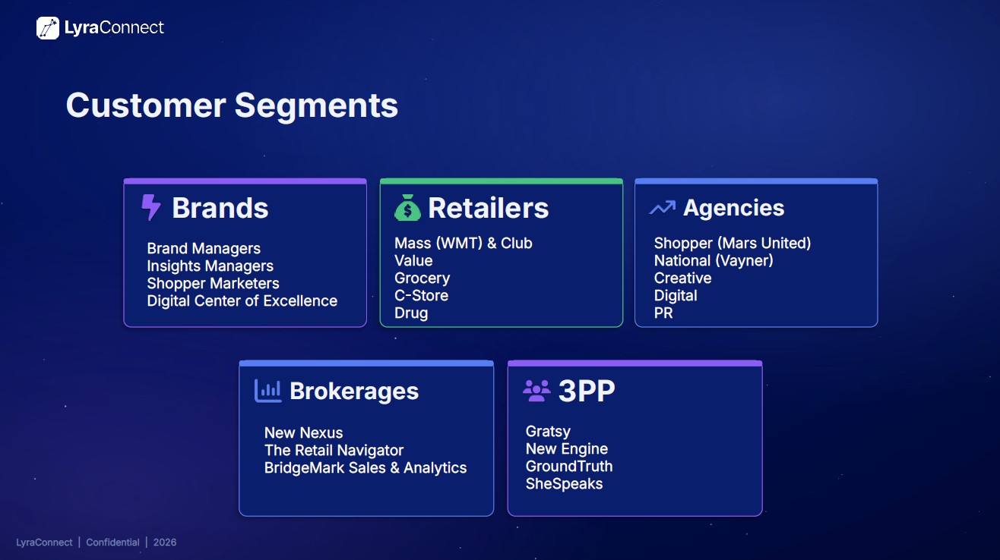 LyraConnect
Customer Segments
Brands
Brand Managers
Insights Managers
Shopper Marketers
Digital Center of Excellence
Retailers
Mass (WMT) & Club
Value
Grocery
C-Store
Drug
Agencies
Shopper (Mars United)
National (Vayner)
Creative
Digital
PR
Brokerages
New Nexus
The Retail Navigator
BridgeMark Sales & Analytics
3PP
Gratsy
New Engine
GroundTruth
SheSpeaks
LyraConnect | Confidential | 2026